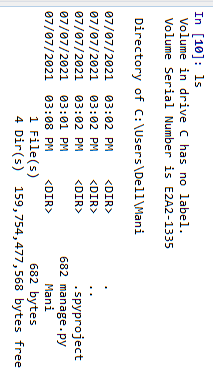 In [10]: ls
Volume in drive C has no label.
Volume Serial Number is E2A2-1335
Directory of C:\Users\Dell\Mani
07/07/2021 03:02 PM <DIR> .
07/07/2021 03:02 PM <DIR> ..
07/07/2021 03:02 PM <DIR> .spyproject
07/07/2021 03:01 PM 682 manage.py
07/07/2021 03:08 PM <DIR> Mani
1 File(s) 682 bytes
4 Dir(s) 159,754,477,568 bytes free